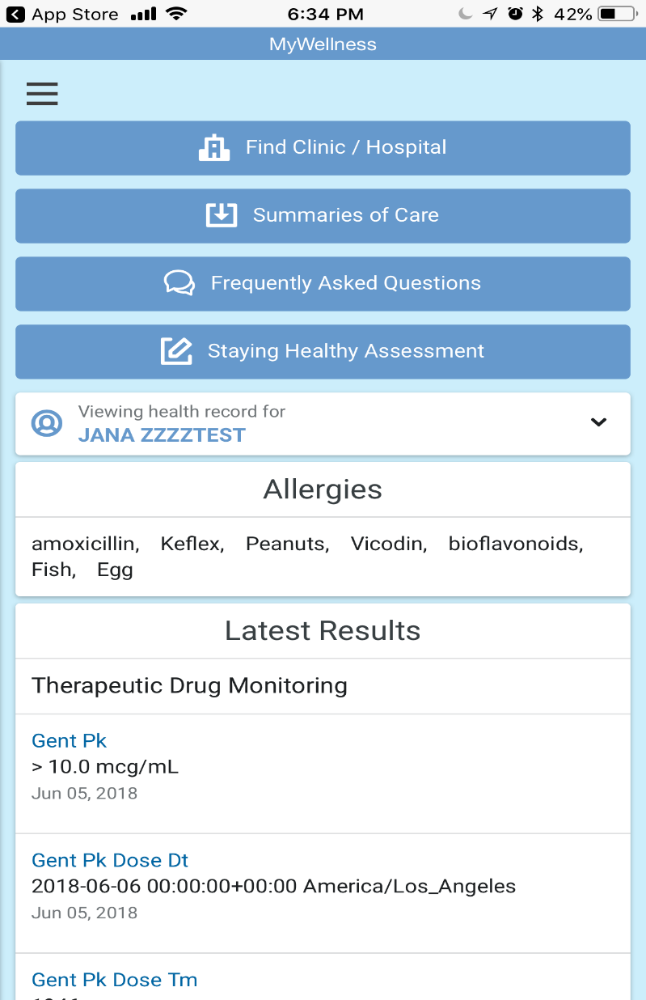 App Store 6:34 PM 42%
MyWellness
Find Clinic / Hospital
Summaries of Care
Frequently Asked Questions
Staying Healthy Assessment
Viewing health record for
JANA ZZZZTEST
Allergies
amoxicillin, Keflex, Peanuts, Vicodin, bioflavonoids,
Fish, Egg
Latest Results
Therapeutic Drug Monitoring
Gent Pk
> 10.0 mcg/mL
Jun 05, 2018
Gent Pk Dose Dt
2018-06-06 00:00:00+00:00 America/Los_Angeles
Jun 05, 2018
Gent Pk Dose Tm